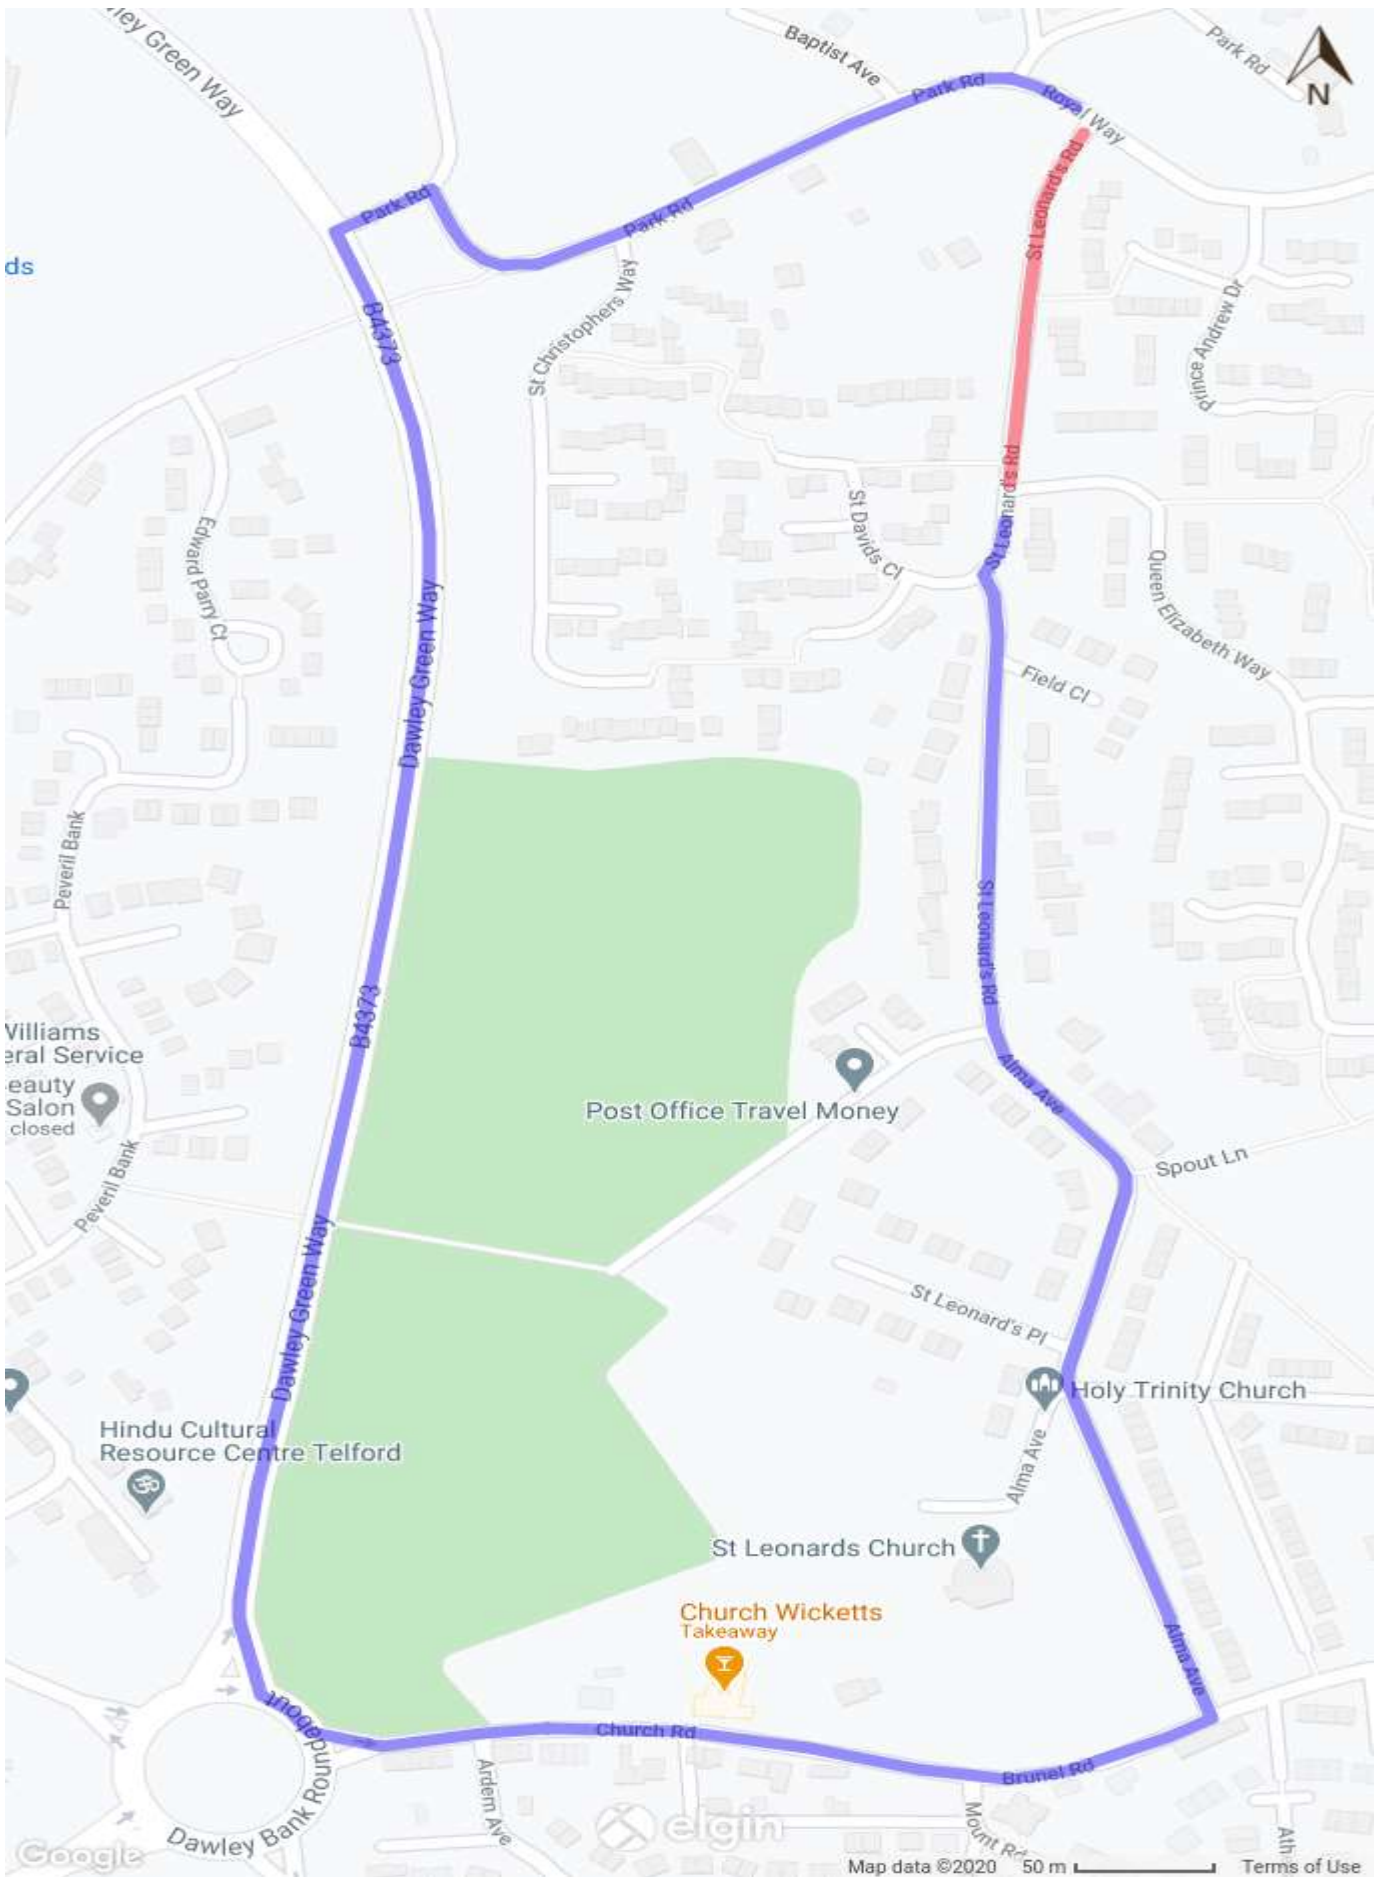 Green Way
Baptist Ave
Park Rd
Park Rd
Royal Way
N
St Leonard's Rd
Park Rd
Park Rd
ds
B4373
St Christophers Way
Prince Andrew Dr
St Leonard's Rd
St Davids Cl
Edward Parry Ct
Queen Elizabeth Way
Dawley Green Way
Field Cl
Peveril Bank
St Leonard's Rd
B4373
Williams
eral Service
eauty
Salon
closed
Alma Ave
Post Office Travel Money
Spout Ln
Peveril Bank
Dawley Green Way
St Leonard's Pl
Holy Trinity Church
Hindu Cultural
Resource Centre Telford
Alma Ave
St Leonards Church
Church Wicketts
Takeaway
Alma Ave
Dawley Bank Roundabout
Church Rd
Brunel Rd
Ardern Ave
Mount Rd
Ath
elgin
Google
Map data ©2020
50 m
Terms of Use